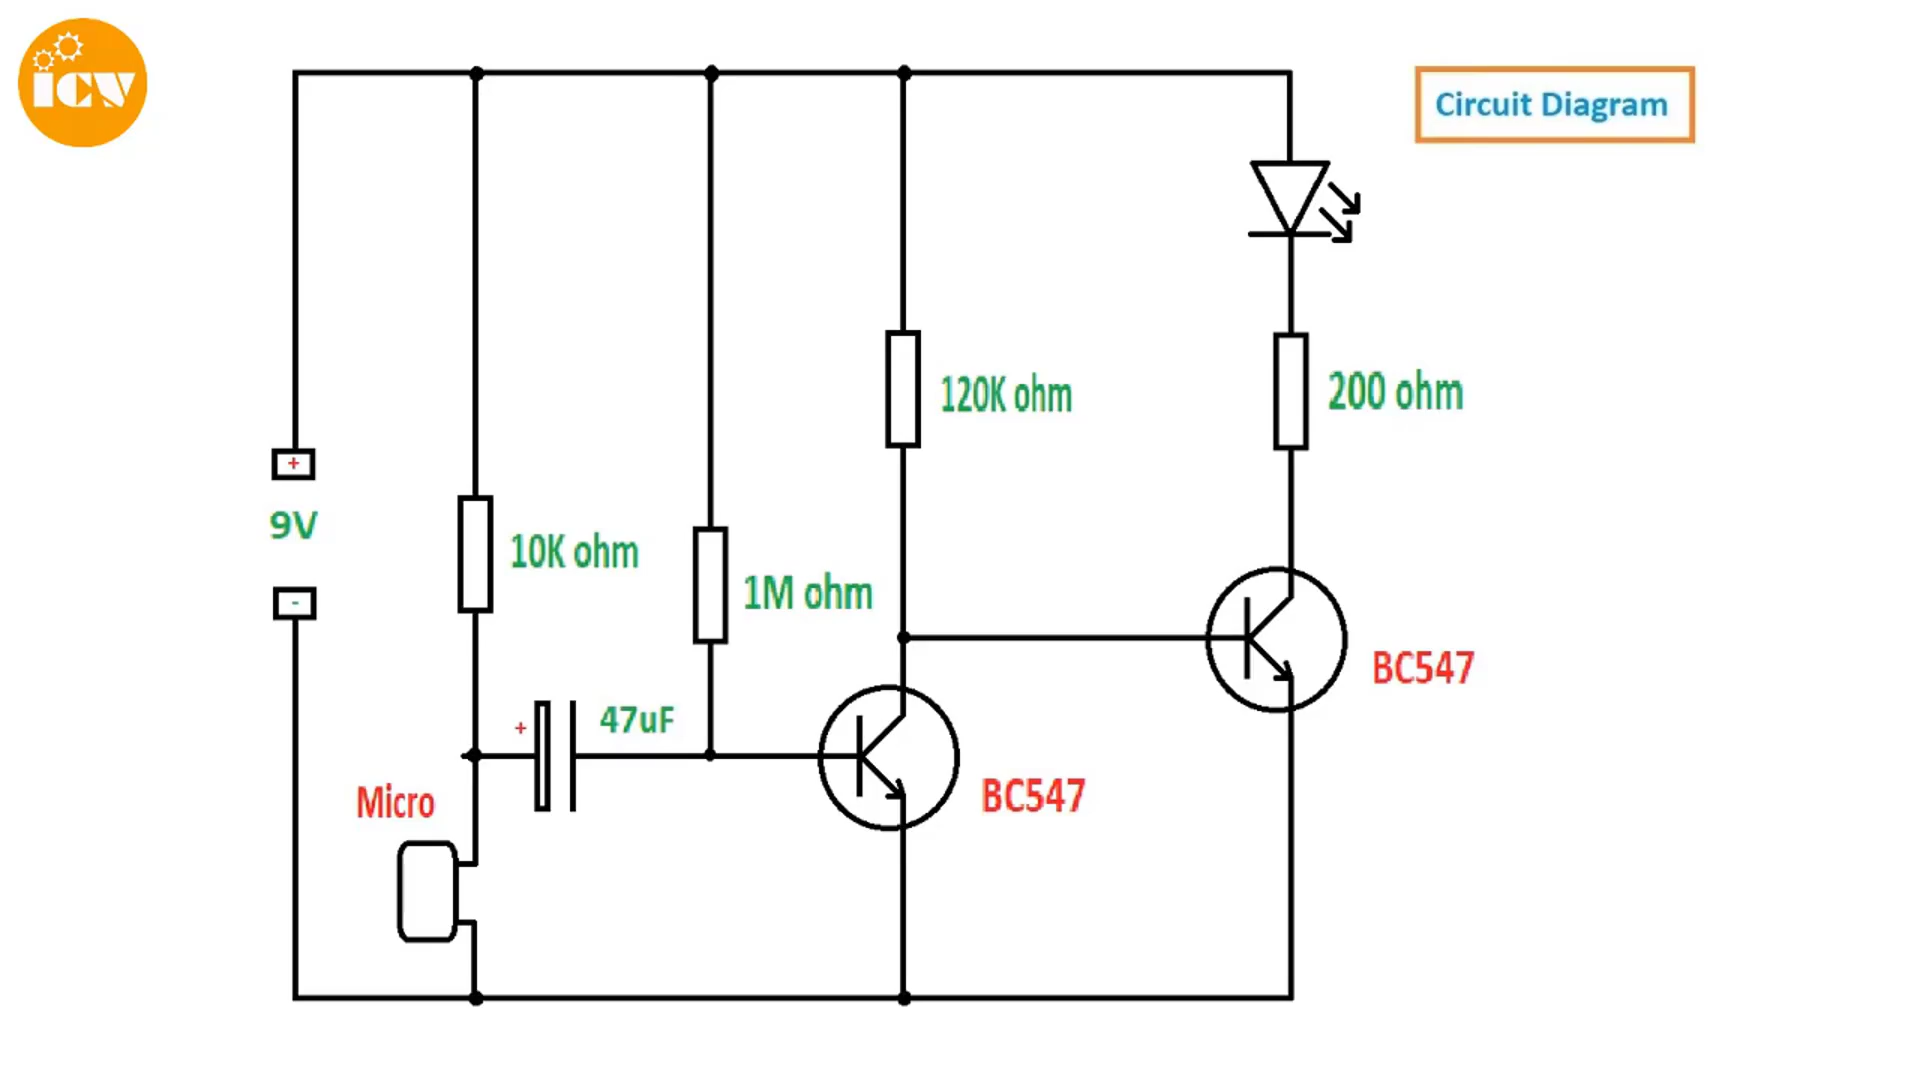 ICV
Circuit Diagram
+
9V
-
10K ohm
1M ohm
120K ohm
200 ohm
+
47uF
Micro
BC547
BC547